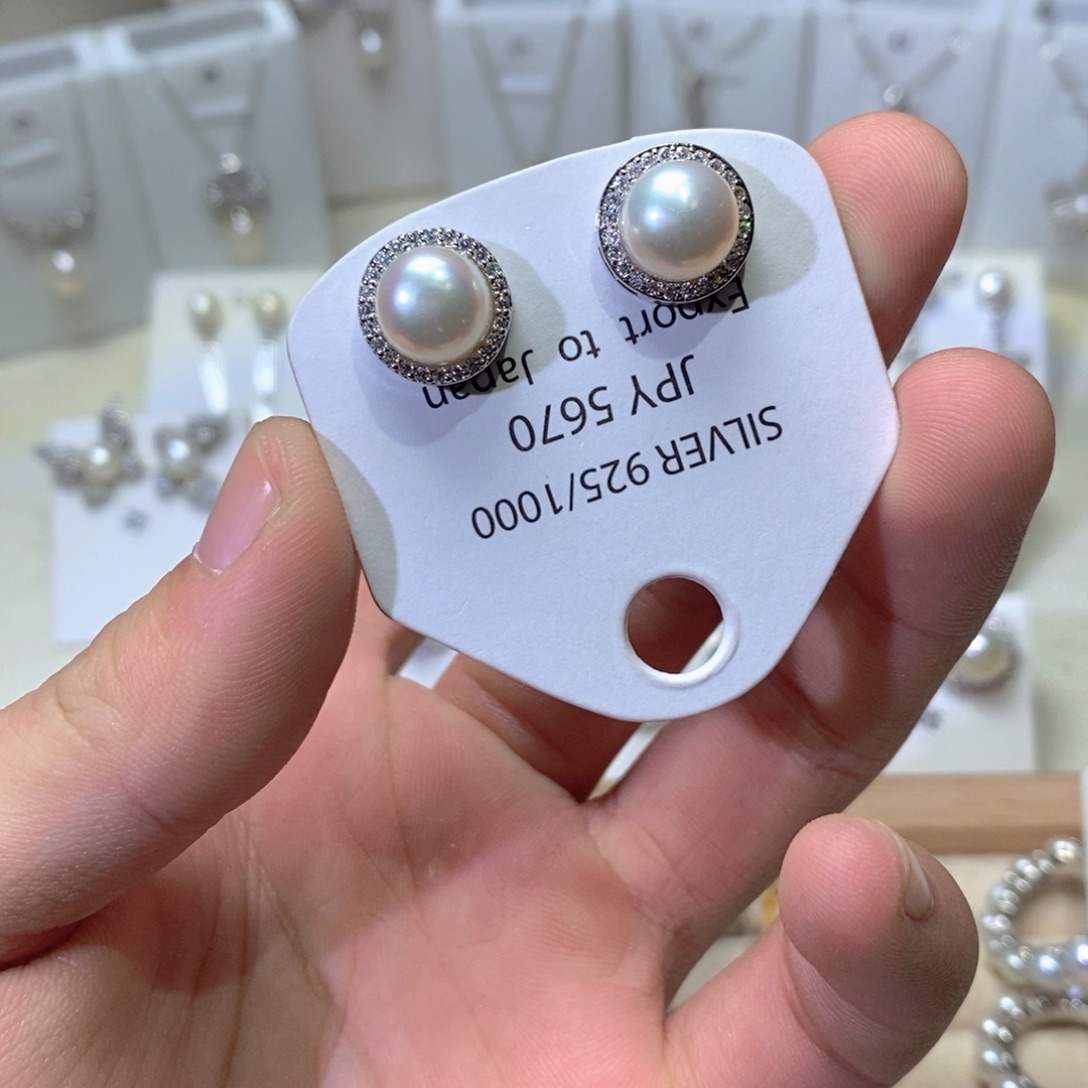 SILVER 925/1000
JPY 5670
Export to Japan